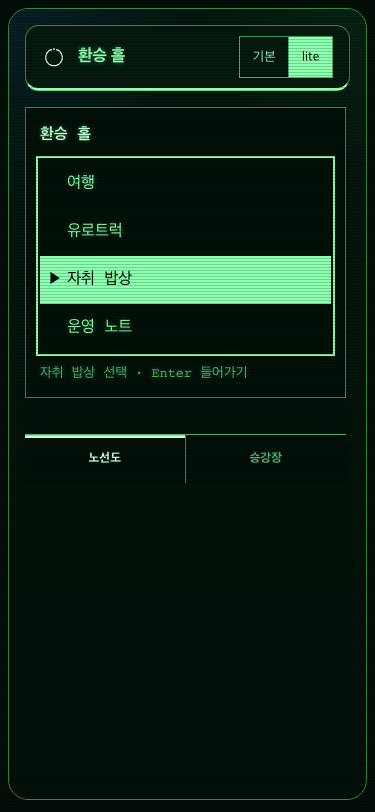 환승 홀
기본 lite
환승 홀
여행
유로트럭
▶ 자취 밥상
운영 노트
자취 밥상 선택 · Enter 들어가기
노선도 승강장